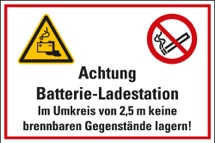 Achtung
Batterie-Ladestation
Im Umkreis von 2,5 m keine
brennbaren Gegenstände lagern!